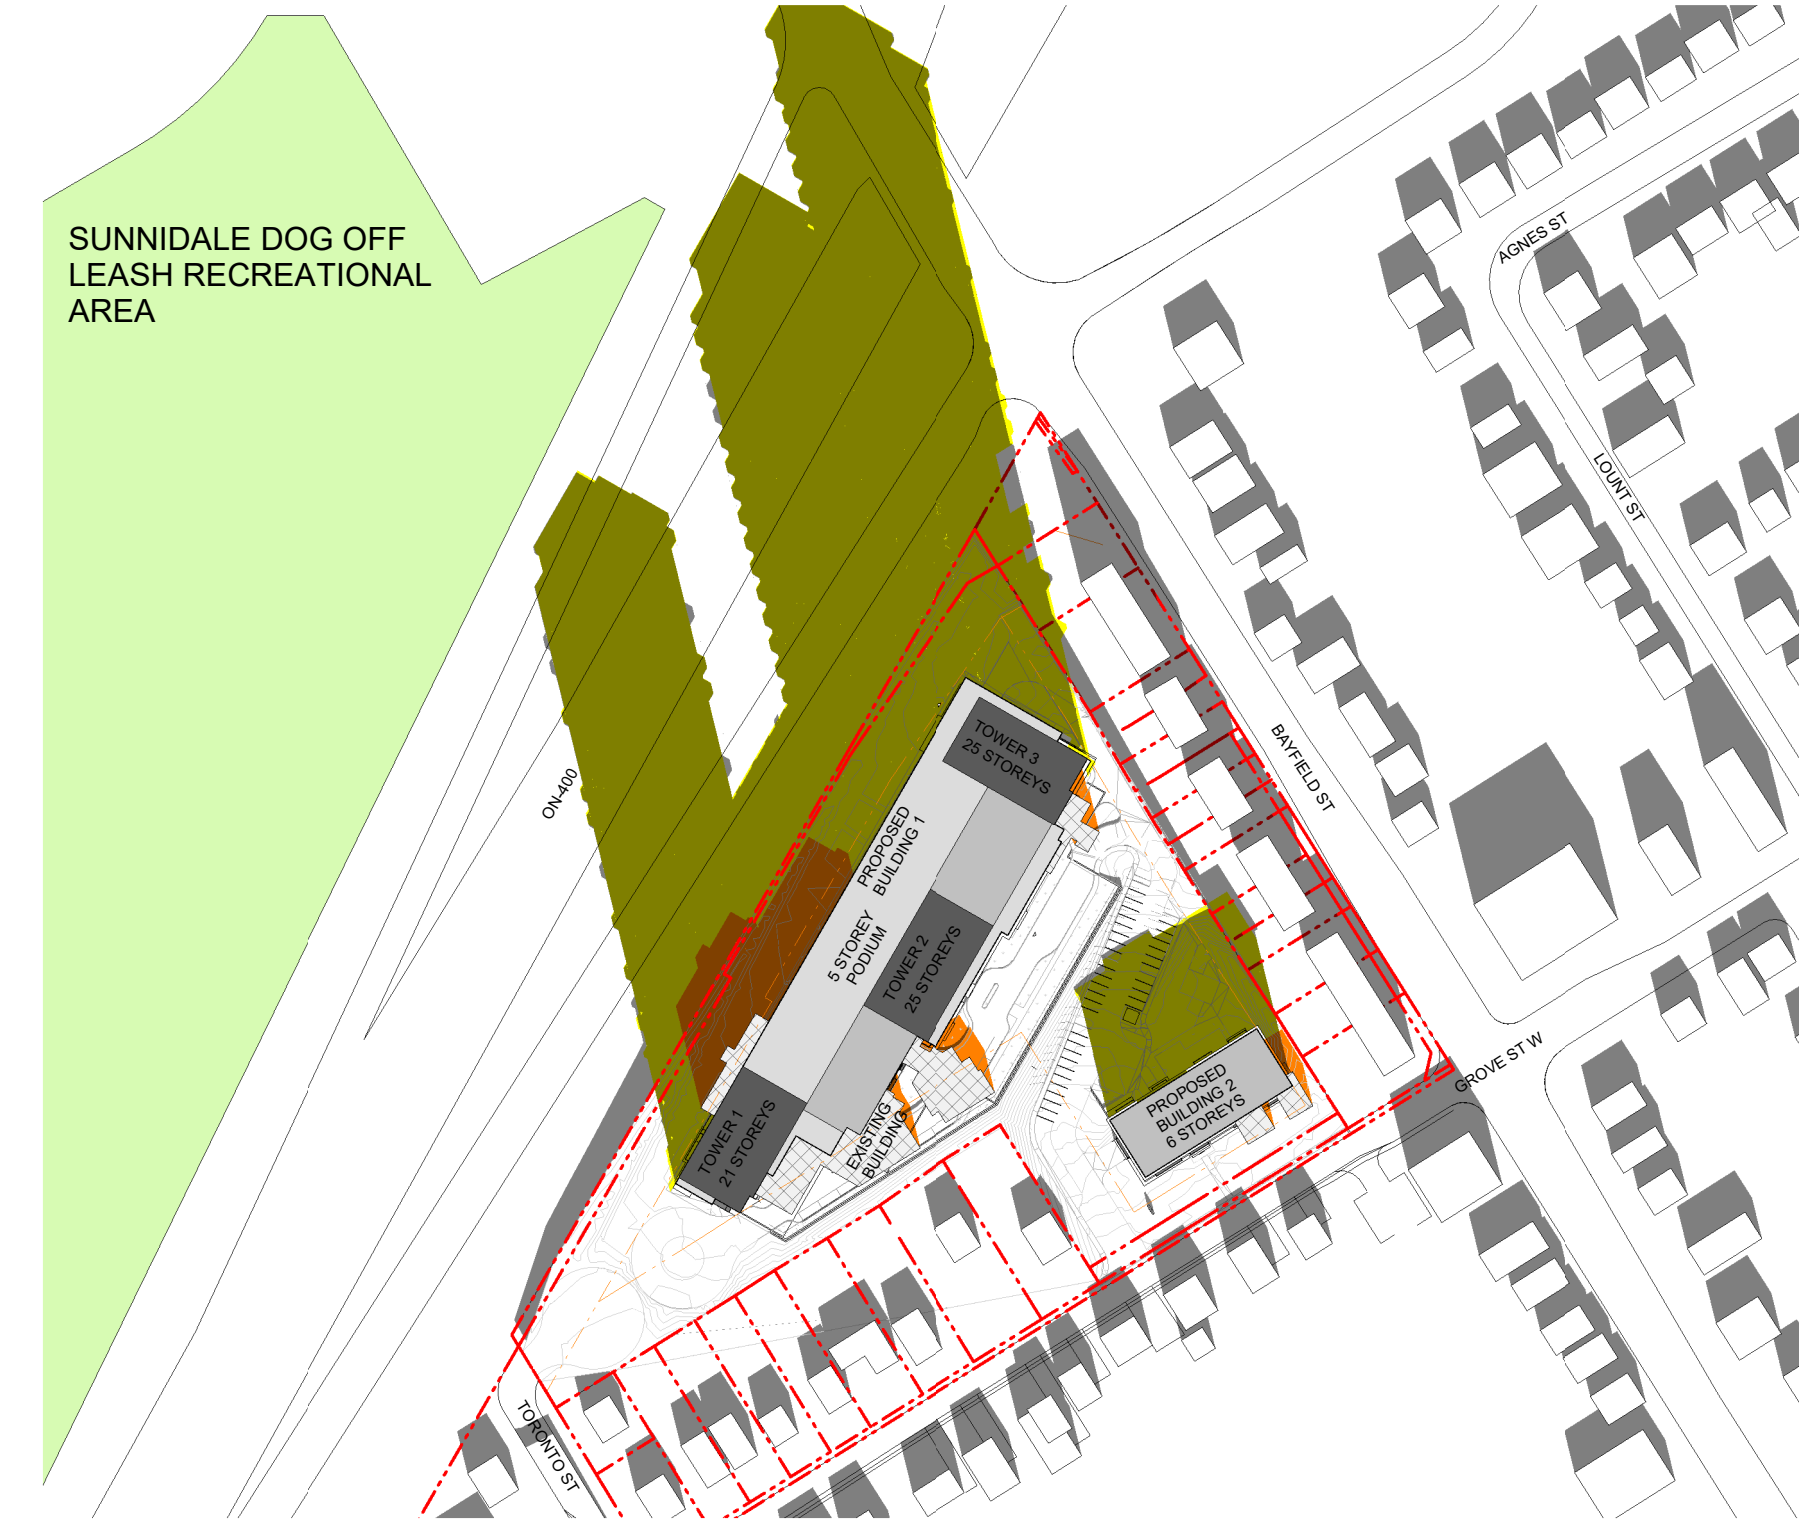 SUNNIDALE DOG OFF
LEASH RECREATIONAL
AREA
AGNES ST
LOUNT ST
BAYFIELD ST
GROVE ST W
ON-400
TORONTO ST
TOWER 3
25 STOREYS
PROPOSED
BUILDING 1
5 STOREY
PODIUM
TOWER 2
25 STOREYS
TOWER 1
21 STOREYS
EXISTING
BUILDING
PROPOSED
BUILDING 2
6 STOREYS